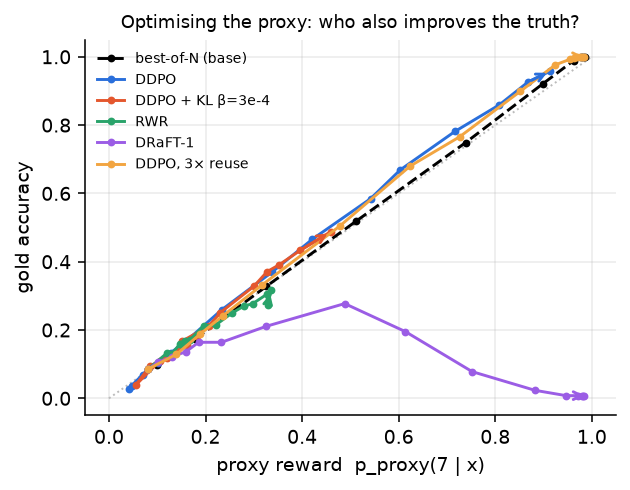 Optimising the proxy: who also improves the truth?
best-of-N (base)
DDPO
DDPO + KL β=3e-4
RWR
DRaFT-1
DDPO, 3× reuse
gold accuracy
1.0
0.8
0.6
0.4
0.2
0.0
0.0 0.2 0.4 0.6 0.8 1.0
proxy reward p_proxy(7 | x)